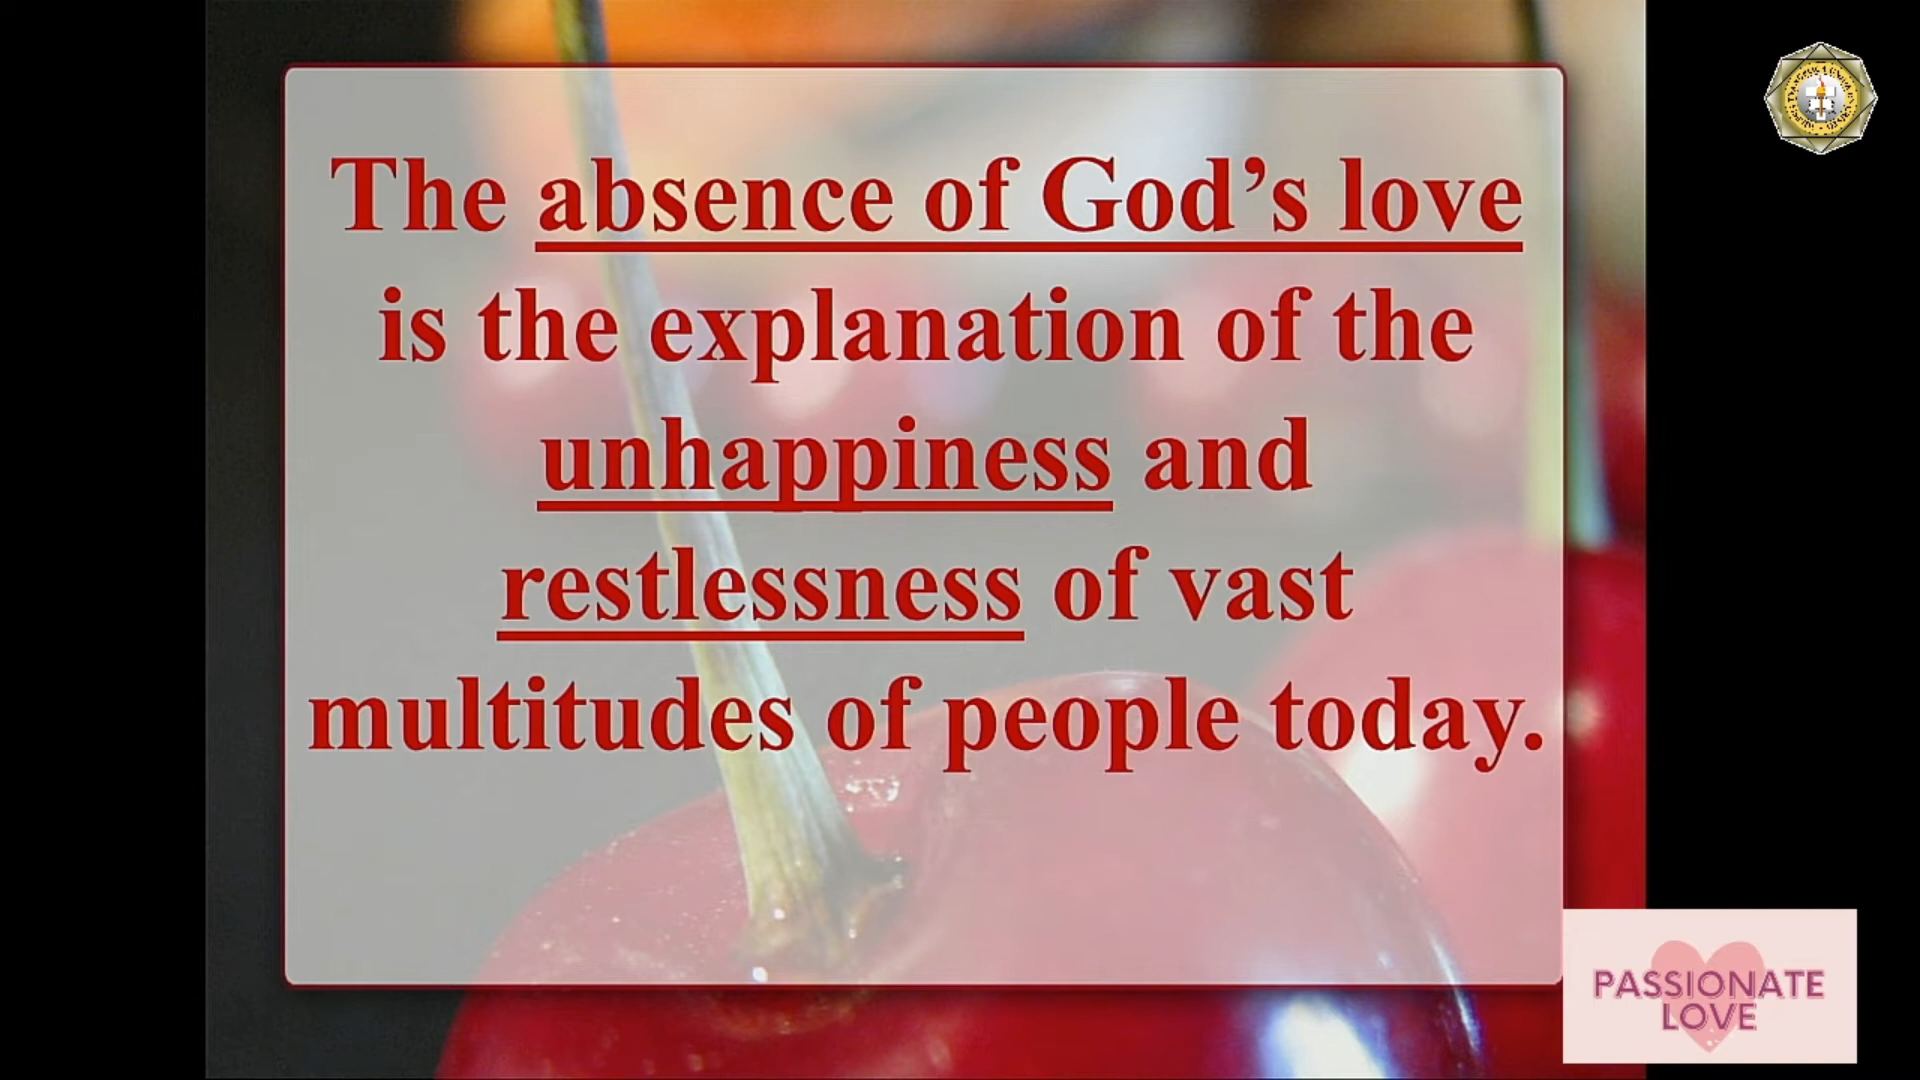 The absence of God’s love
is the explanation of the
unhappiness and
restlessness of vast
multitudes of people today.
PASSIONATE
LOVE